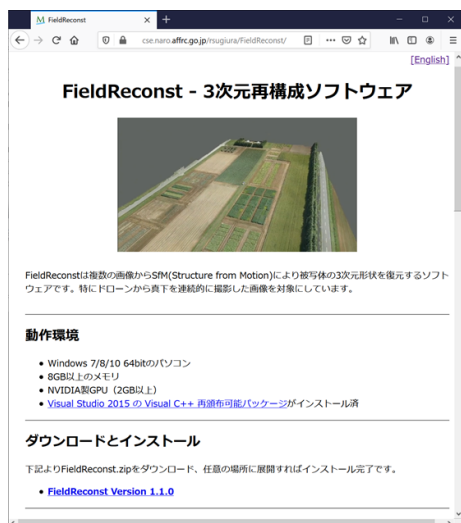 FieldReconst
cse.naro.affrc.go.jp/rsugiura/FieldReconst/
[English]
FieldReconst - 3次元再構成ソフトウェア
FieldReconstは複数の画像からSfM(Structure from Motion)により被写体の3次元形状を復元するソフト
ウェアです。特にドローンから真下を連続的に撮影した画像を対象にしています。
動作環境
Windows 7/8/10 64bitのパソコン
8GB以上のメモリ
NVIDIA製GPU（2GB以上）
Visual Studio 2015 の Visual C++ 再頒布可能パッケージがインストール済
ダウンロードとインストール
下記よりFieldReconst.zipをダウンロード、任意の場所に展開すればインストール完了です。
FieldReconst Version 1.1.0